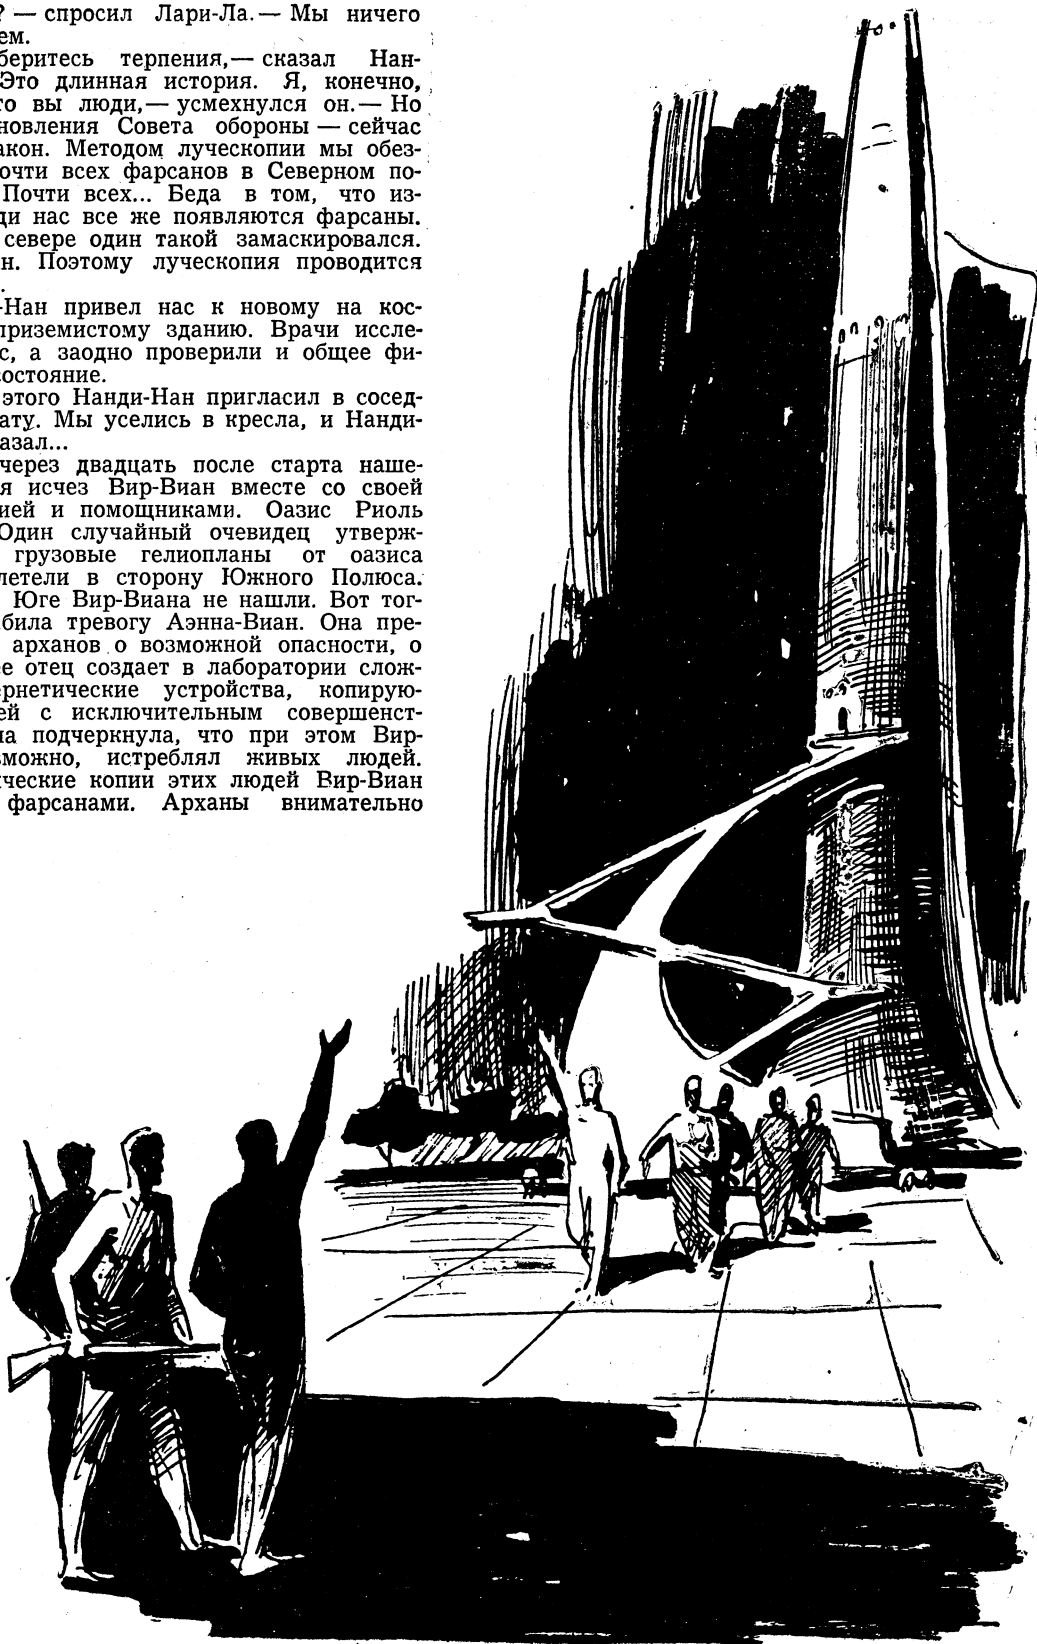 ? — спросил Лари-Ла.— Мы ничего
ем.
беритесь терпения,— сказал Нан-
Это длинная история. Я, конечно,
то вы люди,— усмехнулся он.— Но
новления Совета обороны — сейчас
акон. Методом луческопии мы обез-
очти всех фарсанов в Северном по-
Почти всех... Беда в том, что из-
ди нас все же появляются фарсаны.
севере один такой замаскировался.
н. Поэтому луческопия проводится
.
-Нан привел нас к новому на кос-
приземистому зданию. Врачи иссле-
с, а заодно проверили и общее фи-
состояние.
этого Нанди-Нан пригласил в сосед-
ату. Мы уселись в кресла, и Нанди-
азал...
через двадцать после старта наше-
я исчез Вир-Виан вместе со своей
ией и помощниками. Оазис Риоль
Один случайный очевидец утверж-
грузовые гелиопланы от оазиса
летели в сторону Южного Полюса.
Юге Вир-Виана не нашли. Вот тог-
била тревогу Аэнна-Виан. Она пре-
арханов о возможной опасности, о
ее отец создает в лаборатории слож-
ернетические устройства, копирую-
ей с исключительным совершенст-
на подчеркнула, что при этом Вир-
зможно, истреблял живых людей.
ческие копии этих людей Вир-Виан
фарсанами. Арханы внимательно